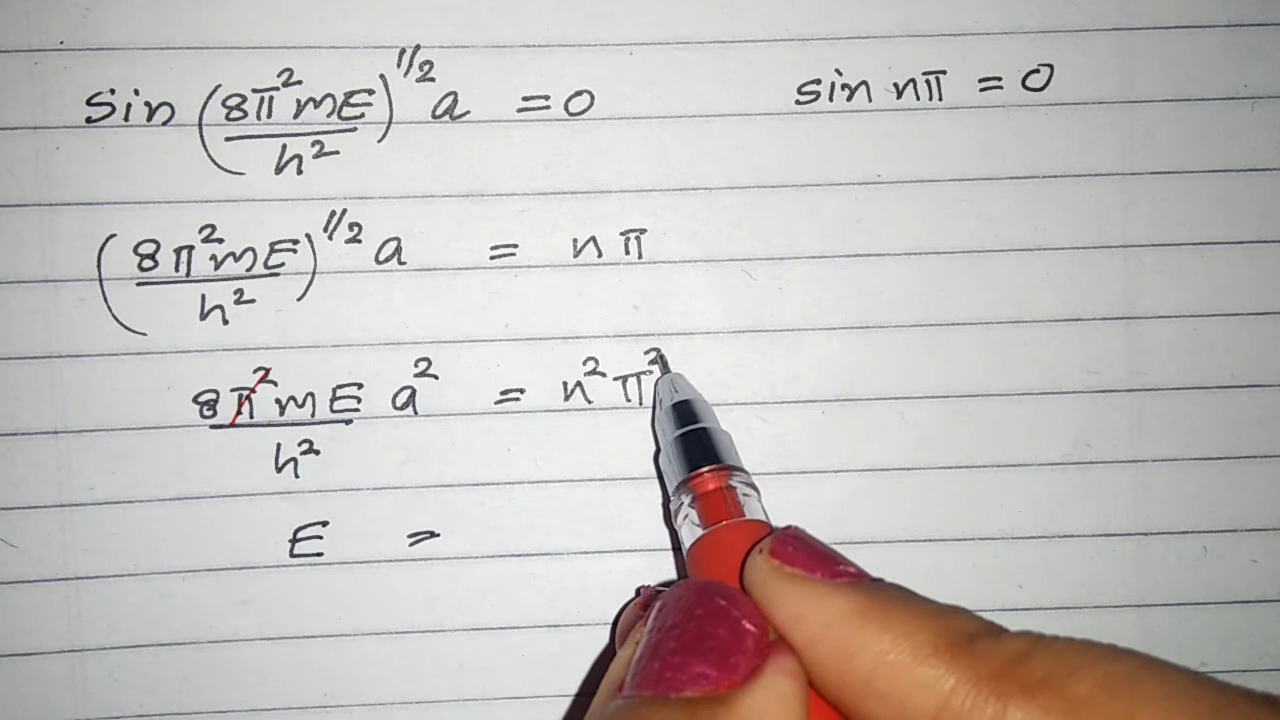 Sin (8π²mE/h²)^1/2 a = 0 sin nπ = 0
(8π²mE/h²)^1/2 a = nπ
8π²mE/h² a² = n²π²
E =